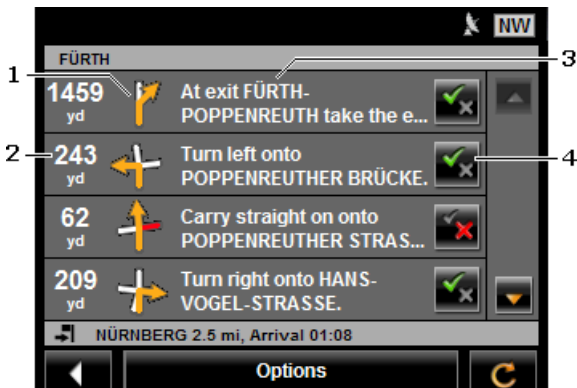 NW
FÜRTH
1
3
1459
yd
At exit FÜRTH-
POPPENREUTH take the e...
2
243
yd
Turn left onto
POPPENREUTHER BRÜCKE.
4
62
yd
Carry straight on onto
POPPENREUTHER STRAS...
209
yd
Turn right onto HANS-
VOGEL-STRASSE.
NÜRNBERG 2.5 mi, Arrival 01:08
Options